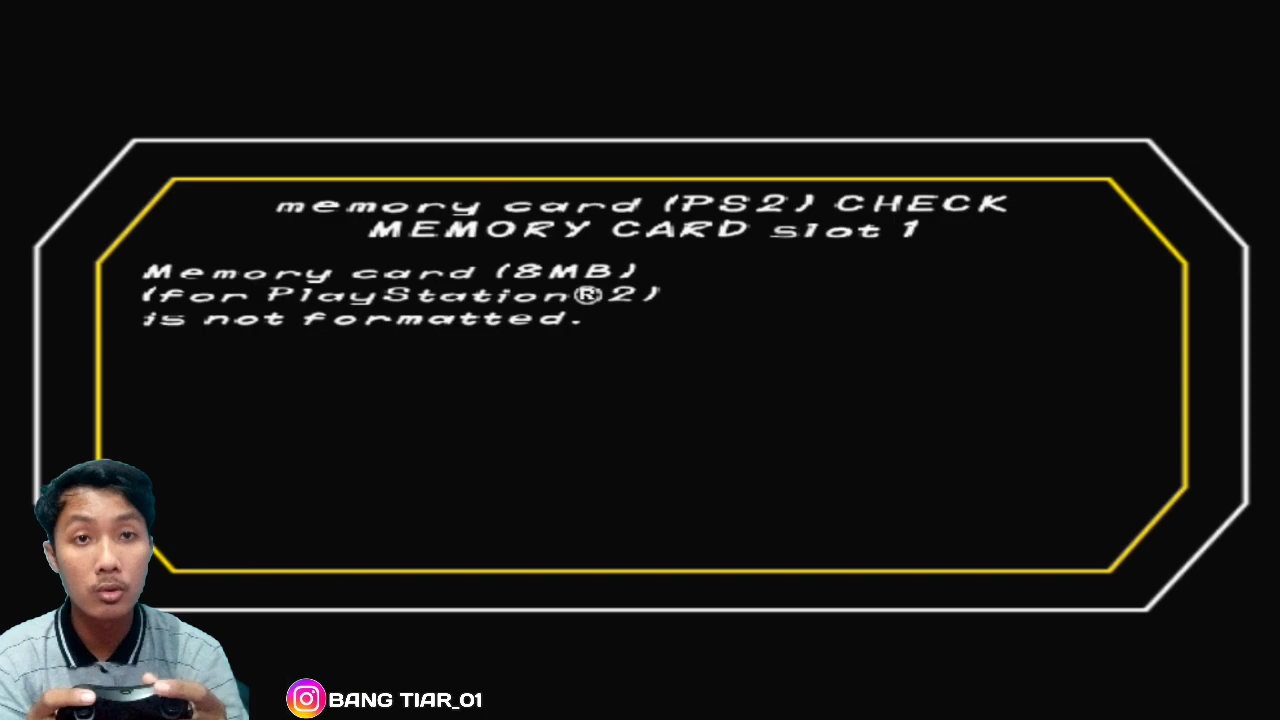 memory card (PS2) CHECK
MEMORY CARD slot 1
Memory card (8MB)
(for PlayStation®2)
is not formatted.
BANG TIAR_01